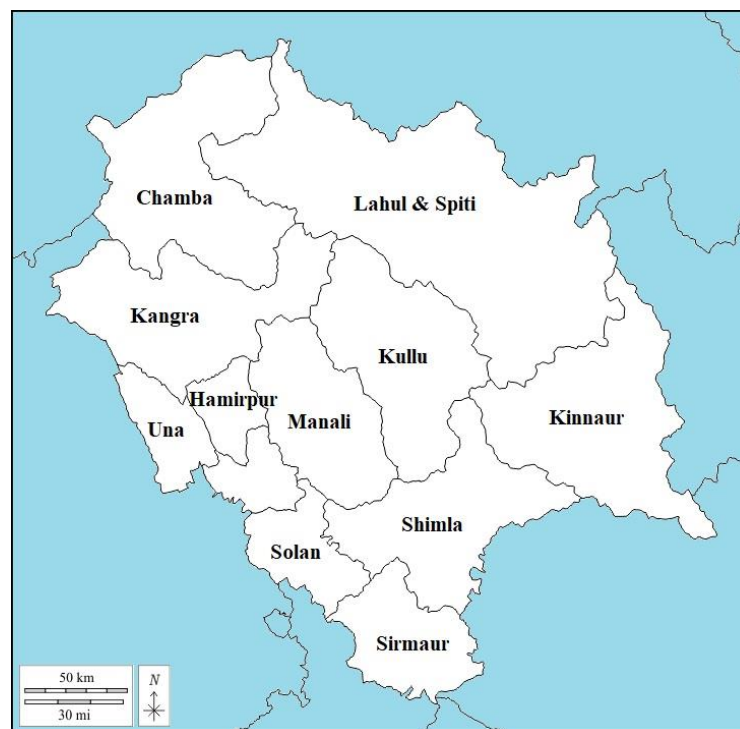 Chamba
Lahul & Spiti
Kangra
Kullu
Hamirpur
Manali
Una
Kinnaur
Shimla
Solan
Sirmaur
50 km
30 mi
N